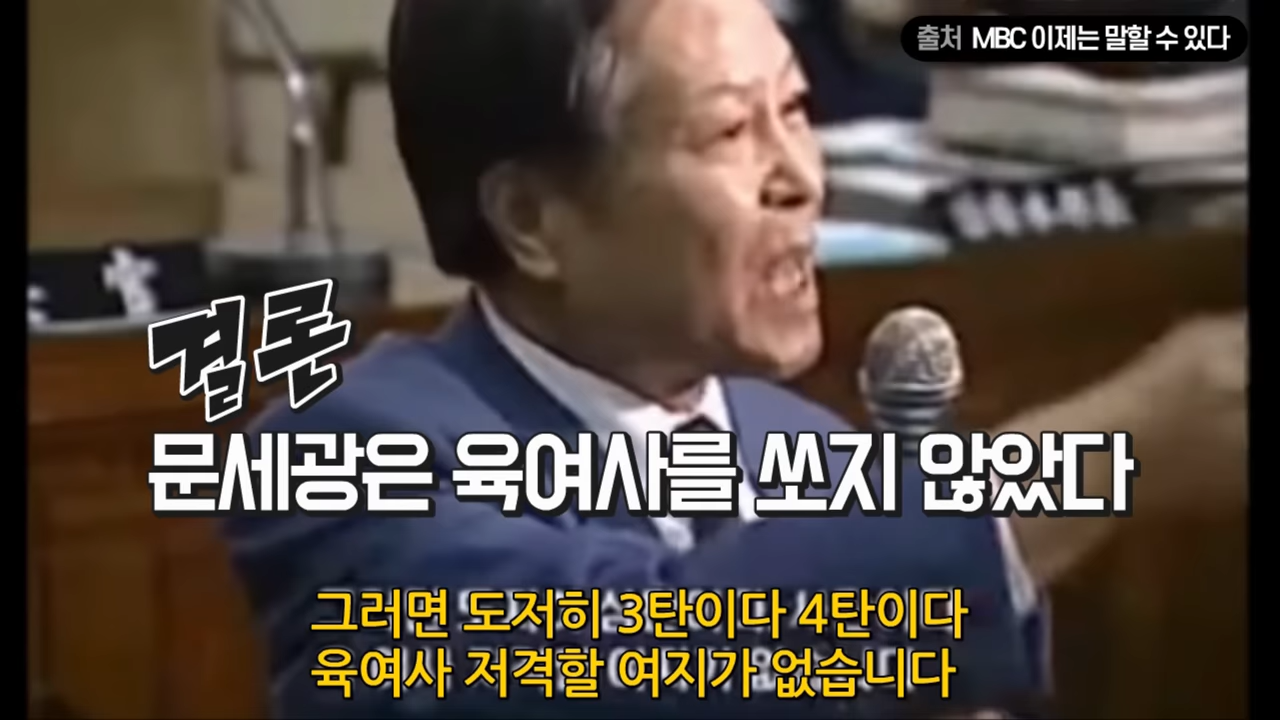 출처 MBC 이제는 말할 수 있다
결론
문세광은 육여사를 쏘지 않았다
그러면 도저히 3탄이다 4탄이다
육여사 저격할 여지가 없습니다